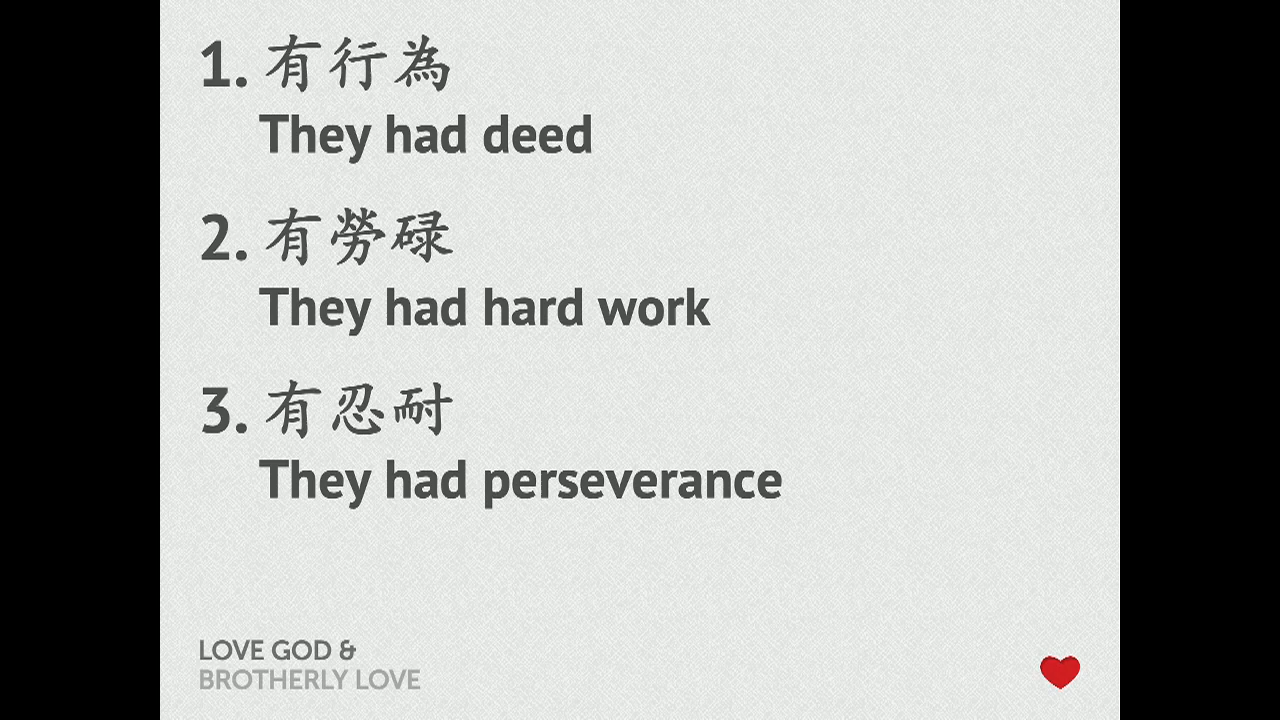 1. 有行為
They had deed
2. 有勞碌
They had hard work
3. 有忍耐
They had perseverance
LOVE GOD &
BROTHERLY LOVE